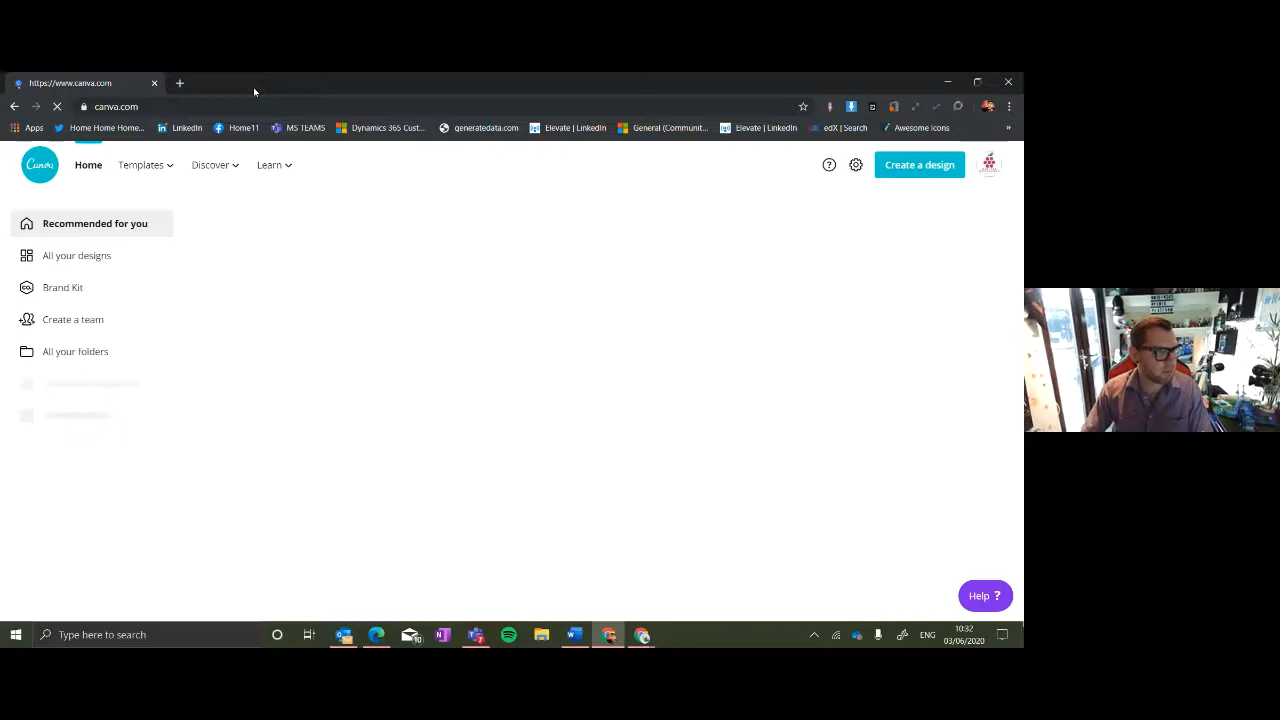 https://www.canva.com
canva.com
Apps
Home Home Home...
LinkedIn
Home11
MS TEAMS
Dynamics 365 Cust...
generatedata.com
Elevate | LinkedIn
General (Communit...
Elevate | LinkedIn
edX | Search
Awesome Icons
»
Canva
Home
Templates
Discover
Learn
Create a design
Recommended for you
All your designs
Brand Kit
CO.
Create a team
All your folders
Help ?
Type here to search
10
7
ENG
10:32
03/06/2020